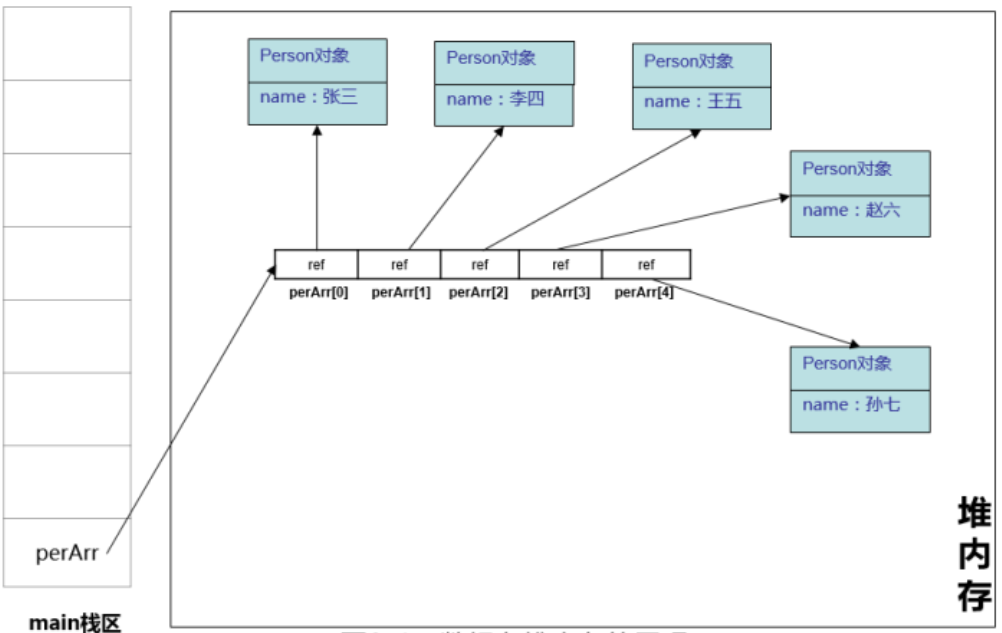 Person对象
name：张三
Person对象
name：李四
Person对象
name：王五
Person对象
name：赵六
ref ref ref ref ref
perArr[0] perArr[1] perArr[2] perArr[3] perArr[4]
Person对象
name：孙七
堆内存
perArr
main栈区